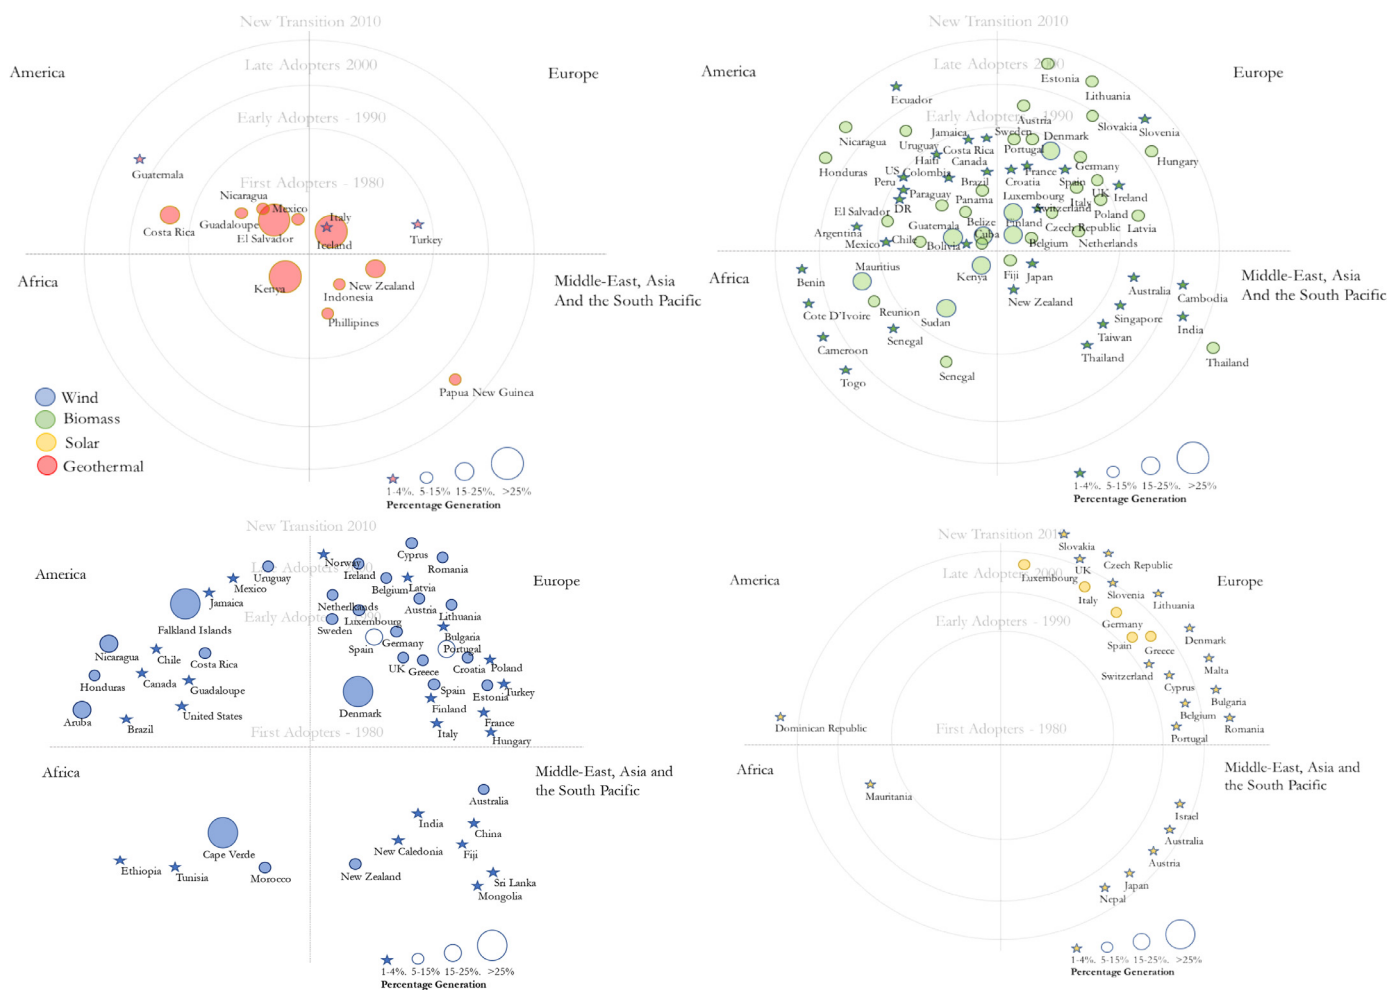 New Transition 2010
America
Late Adopters 2000
Europe
Early Adopters - 1990
Guatemala
First Adopters - 1980
Nicaragua
Mexico
Italy
Costa Rica
Guadaloupe
El Salvador
Iceland
Turkey
Africa
Middle-East, Asia
And the South Pacific
Kenya
New Zealand
Indonesia
Phillipines
Papua New Guinea
Wind
Biomass
Solar
Geothermal
1-4%. 5-15% 15-25%. >25%
Percentage Generation
New Transition 2010
America
Late Adopters 2000
Europe
Estonia
Ecuador
Lithuania
Early Adopters - 1990
Austria
Slovakia
Slovenia
Nicaragua
Uruguay
Jamaica
Sweden
Denmark
Costa Rica
Portugal
Haiti
Canada
Germany
Hungary
Honduras
US
Colombia
France
Peru
Brazil
Croatia
Spain
Paraguay
Panama
Luxembourg
UK
Ireland
Italy
El Salvador
DR
Switzerland
Poland
Belize
Finland
Czech Republic
Latvia
Argentina
Guatemala
Cuba
Mexico
Chile
Bolivia
Belgium
Netherlands
Africa
Middle-East, Asia
And the South Pacific
Mauritius
Kenya
Fiji
Japan
Benin
Australia
Cambodia
New Zealand
Cote D'Ivoire
Reunion
Sudan
Singapore
India
Senegal
Taiwan
Cameroon
Thailand
Thailand
Togo
Senegal
1-4%. 5-15% 15-25%. >25%
Percentage Generation
New Transition 2010
America
Late Adopters 2000
Europe
Cyprus
Norway
Romania
Uruguay
Ireland
Mexico
Belgium
Latvia
Jamaica
Netherlands
Austria
Lithuania
Early Adopters - 1990
Luxembourg
Falkland Islands
Sweden
Bulgaria
Germany
Spain
Portugal
Nicaragua
Chile
Costa Rica
UK
Greece
Croatia
Poland
Honduras
Canada
Guadaloupe
Spain
Estonia
Turkey
Finland
Denmark
United States
Aruba
Brazil
First Adopters - 1980
France
Italy
Hungary
Africa
Middle-East, Asia and
the South Pacific
Australia
India
China
Cape Verde
New Caledonia
Fiji
Ethiopia
Tunisia
Morocco
New Zealand
Sri Lanka
Mongolia
1-4%. 5-15% 15-25%. >25%
Percentage Generation
New Transition 2010
Slovakia
America
Late Adopters 2000
UK
Czech Republic
Europe
Luxembourg
Italy
Slovenia
Lithuania
Early Adopters - 1990
Germany
Spain
Greece
Denmark
Switzerland
Malta
Cyprus
Bulgaria
Belgium
Dominican Republic
First Adopters - 1980
Portugal
Romania
Africa
Middle-East, Asia and
the South Pacific
Mauritania
Israel
Australia
Austria
Japan
Nepal
1-4%. 5-15% 15-25%. >25%
Percentage Generation